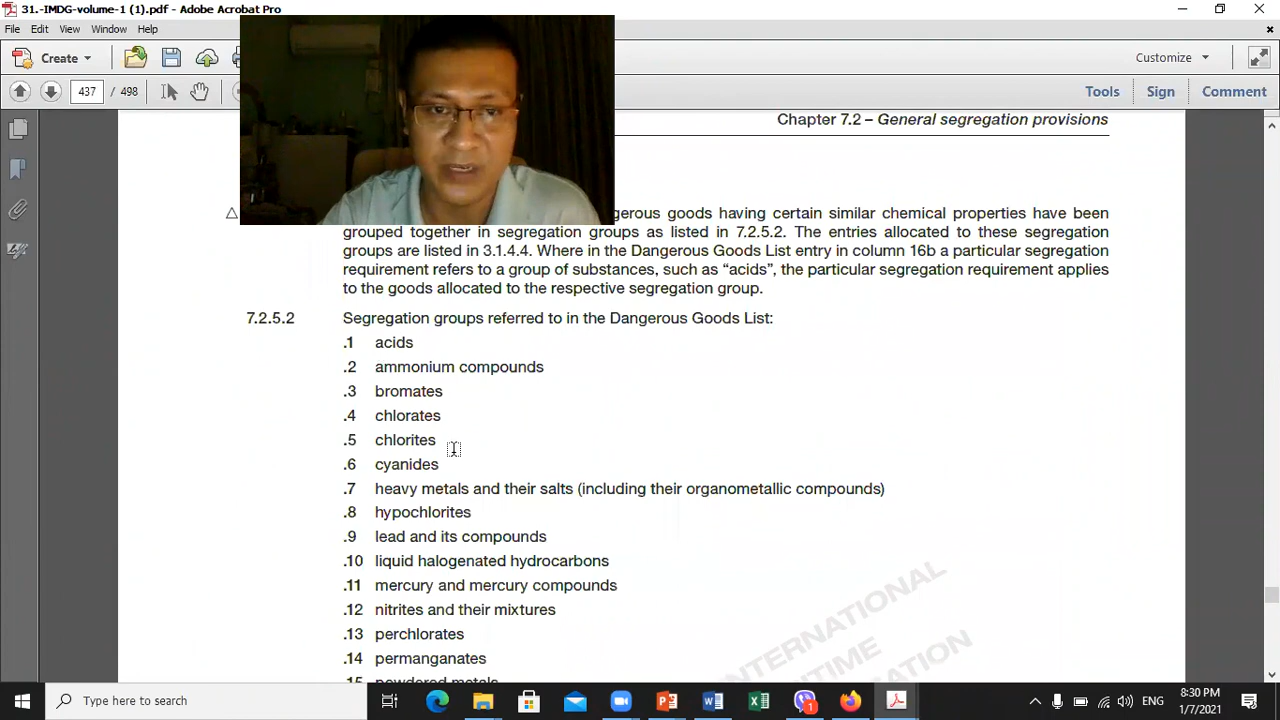 31.-IMDG-volume-1 (1).pdf - Adobe Acrobat Pro
File Edit View Window Help
Create
Customize
437 / 498
Tools Sign Comment
Chapter 7.2 – General segregation provisions
△ gerous goods having certain similar chemical properties have been
grouped together in segregation groups as listed in 7.2.5.2. The entries allocated to these segregation
groups are listed in 3.1.4.4. Where in the Dangerous Goods List entry in column 16b a particular segregation
requirement refers to a group of substances, such as “acids”, the particular segregation requirement applies
to the goods allocated to the respective segregation group.
7.2.5.2 Segregation groups referred to in the Dangerous Goods List:
.1 acids
.2 ammonium compounds
.3 bromates
.4 chlorates
.5 chlorites
.6 cyanides
.7 heavy metals and their salts (including their organometallic compounds)
.8 hypochlorites
.9 lead and its compounds
.10 liquid halogenated hydrocarbons
.11 mercury and mercury compounds
.12 nitrites and their mixtures
.13 perchlorates
.14 permanganates
.15 powdered metals
INTERNATIONAL
MARITIME
ORGANIZATION
Type here to search
1
ENG
8:30 PM
1/7/2021